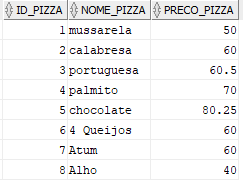 ID_PIZZA NOME_PIZZA PRECO_PIZZA
1 mussarela 50
2 calabresa 60
3 portuguesa 60.5
4 palmito 70
5 chocolate 80.25
6 4 Queijos 60
7 Atum 60
8 Alho 40